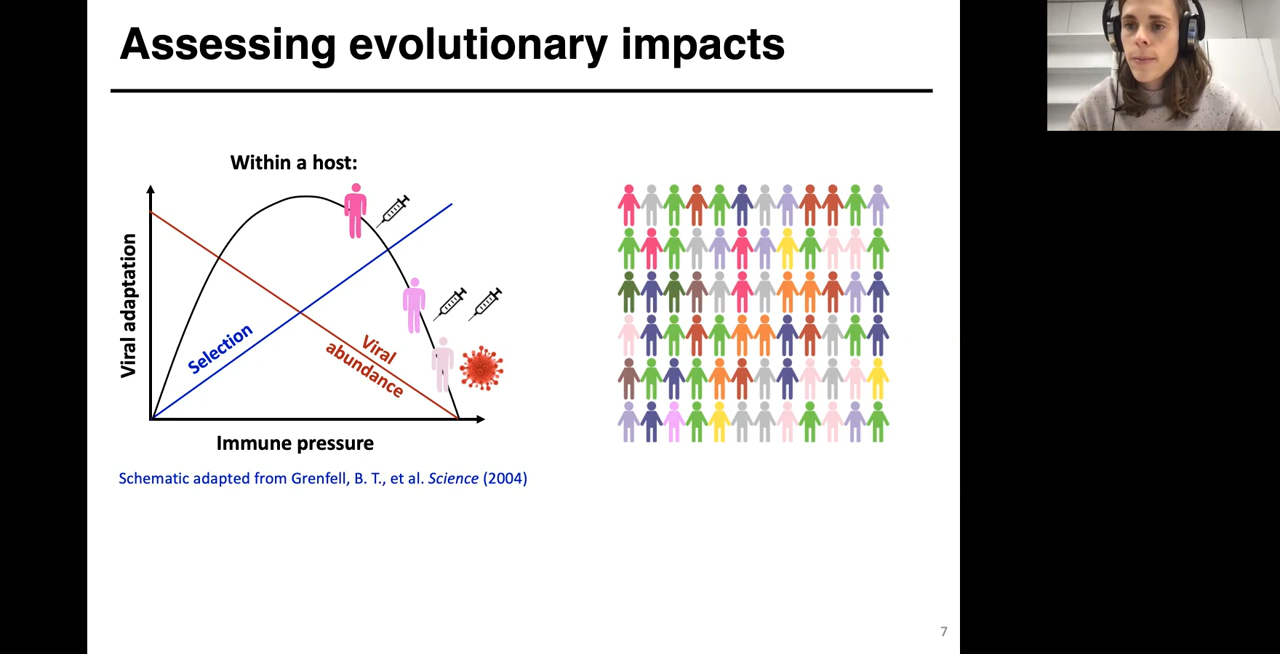 Assessing evolutionary impacts
Within a host:
Viral adaptation
Selection
Viral
abundance
Immune pressure
Schematic adapted from Grenfell, B. T., et al. Science (2004)
7